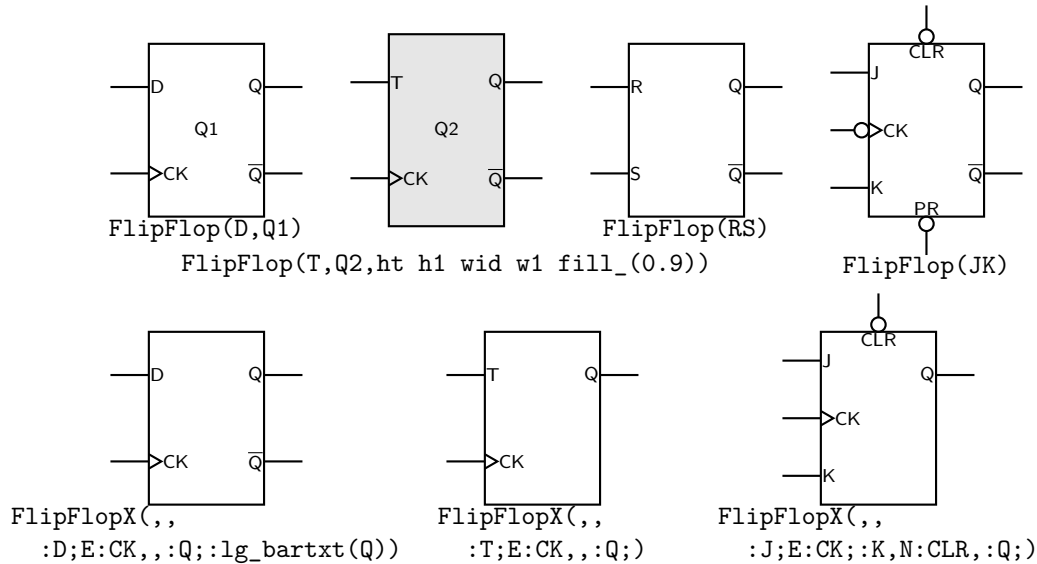 CLR
D Q T Q R Q J Q
Q1 Q2 CK
CK Q̅ CK Q̅ S Q̅ K Q̅
PR
FlipFlop(D,Q1) FlipFlop(RS)
FlipFlop(T,Q2,ht h1 wid w1 fill_(0.9)) FlipFlop(JK)
CLR
D Q T Q J Q
CK
CK Q̅ CK K
FlipFlopX(,, FlipFlopX(,, FlipFlopX(,,
:D;E:CK,,:Q;:lg_bartxt(Q)) :T;E:CK,,:Q;) :J;E:CK;:K,N:CLR,:Q;)